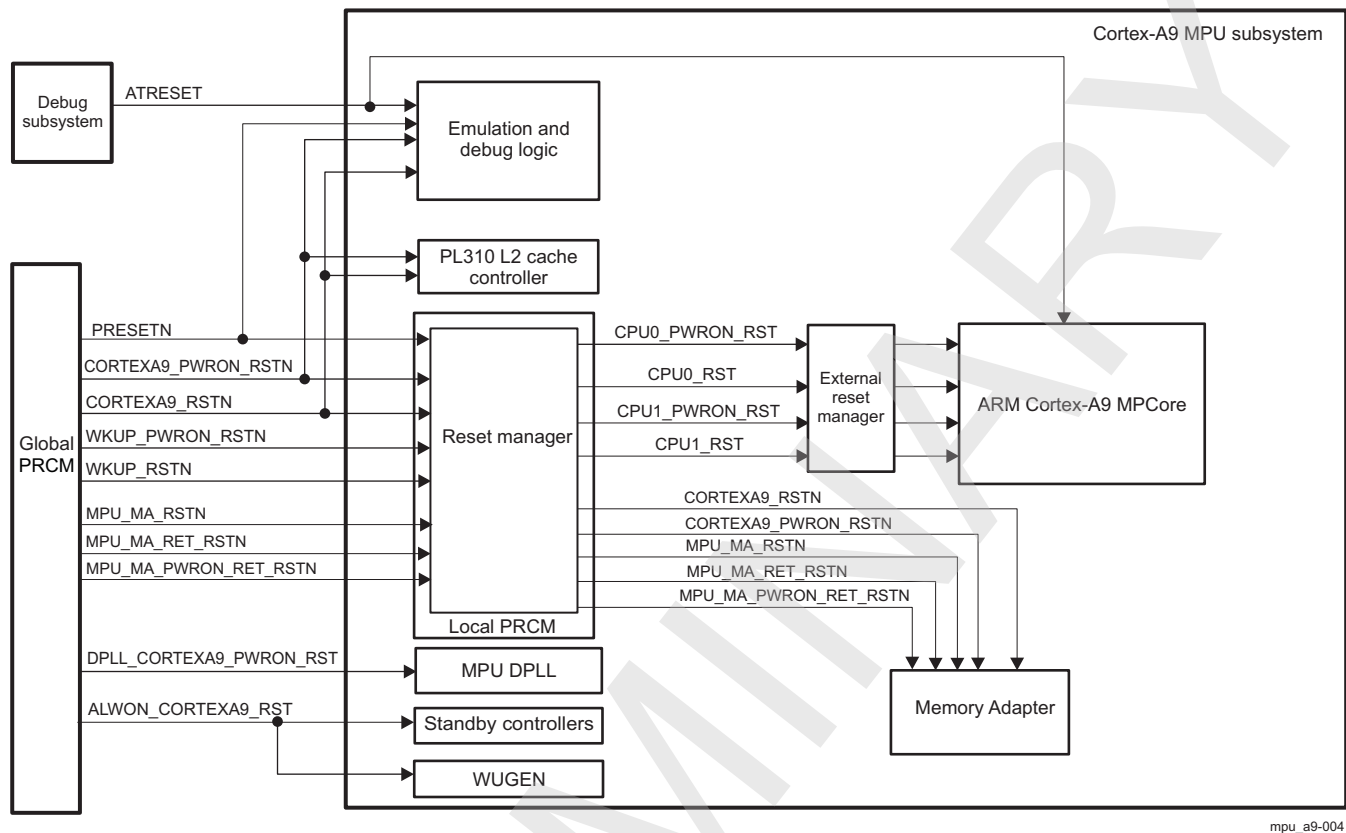 Cortex-A9 MPU subsystem
Debug
subsystem
ATRESET
Emulation and
debug logic
PL310 L2 cache
controller
Global
PRCM
PRESETN
CORTEXA9_PWRON_RSTN
CORTEXA9_RSTN
WKUP_PWRON_RSTN
WKUP_RSTN
MPU_MA_RSTN
MPU_MA_RET_RSTN
MPU_MA_PWRON_RET_RSTN
DPLL_CORTEXA9_PWRON_RST
ALWON_CORTEXA9_RST
Reset manager
Local PRCM
CPU0_PWRON_RST
CPU0_RST
CPU1_PWRON_RST
CPU1_RST
External
reset
manager
ARM Cortex-A9 MPCore
CORTEXA9_RSTN
CORTEXA9_PWRON_RSTN
MPU_MA_RSTN
MPU_MA_RET_RSTN
MPU_MA_PWRON_RET_RSTN
MPU DPLL
Standby controllers
WUGEN
Memory Adapter
MINARY
mpu_a9-004